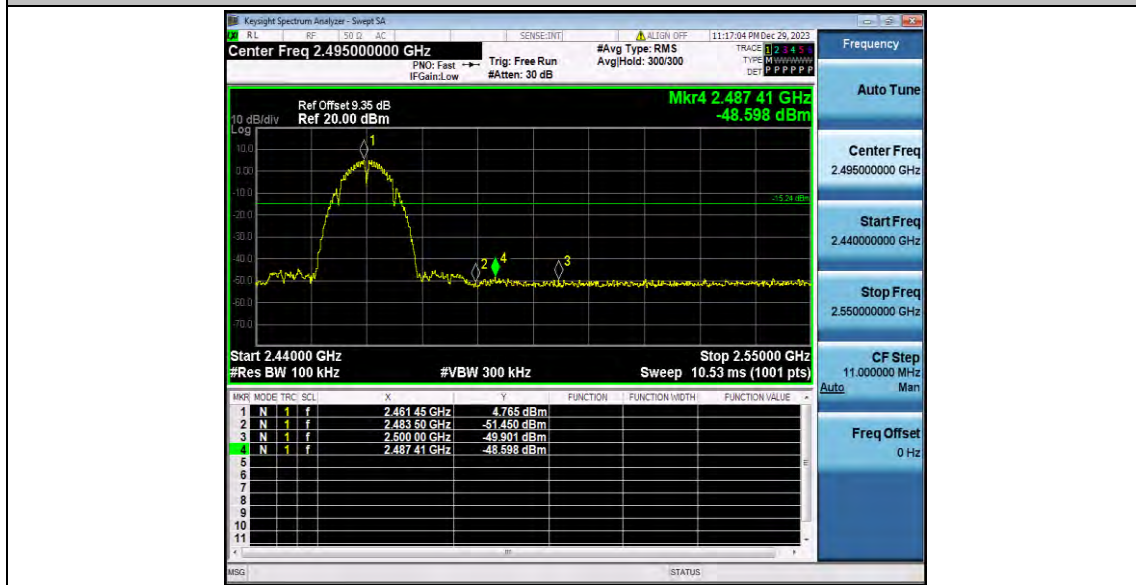 Keysight Spectrum Analyzer - Swept SA
RL RF 50 Ω AC SENSE:INT ALIGN OFF 11:17:04 PM Dec 29, 2023
Center Freq 2.495000000 GHz
PNO: Fast
IFGain:Low
Trig: Free Run
#Atten: 30 dB
#Avg Type: RMS
Avg|Hold: 300/300
TRACE 1 2 3 4 5 6
TYPE M W W W W W
DET P P P P P P
Mkr4 2.487 41 GHz
-48.598 dBm
Ref Offset 9.35 dB
10 dB/div Ref 20.00 dBm
Log
10.0
0.00
-10.0
-20.0
-30.0
-40.0
-50.0
-60.0
-70.0
-15.24 dBm
1
2
4
3
Start 2.44000 GHz Stop 2.55000 GHz
#Res BW 100 kHz #VBW 300 kHz Sweep 10.53 ms (1001 pts)
MKR MODE TRC SCL X Y FUNCTION FUNCTION WIDTH FUNCTION VALUE
1 N 1 f 2.461 45 GHz 4.765 dBm
2 N 1 f 2.483 50 GHz -51.450 dBm
3 N 1 f 2.500 00 GHz -49.901 dBm
4 N 1 f 2.487 41 GHz -48.598 dBm
5
6
7
8
9
10
11
MSG STATUS
Frequency
Auto Tune
Center Freq
2.495000000 GHz
Start Freq
2.440000000 GHz
Stop Freq
2.550000000 GHz
CF Step
11.000000 MHz
Auto Man
Freq Offset
0 Hz